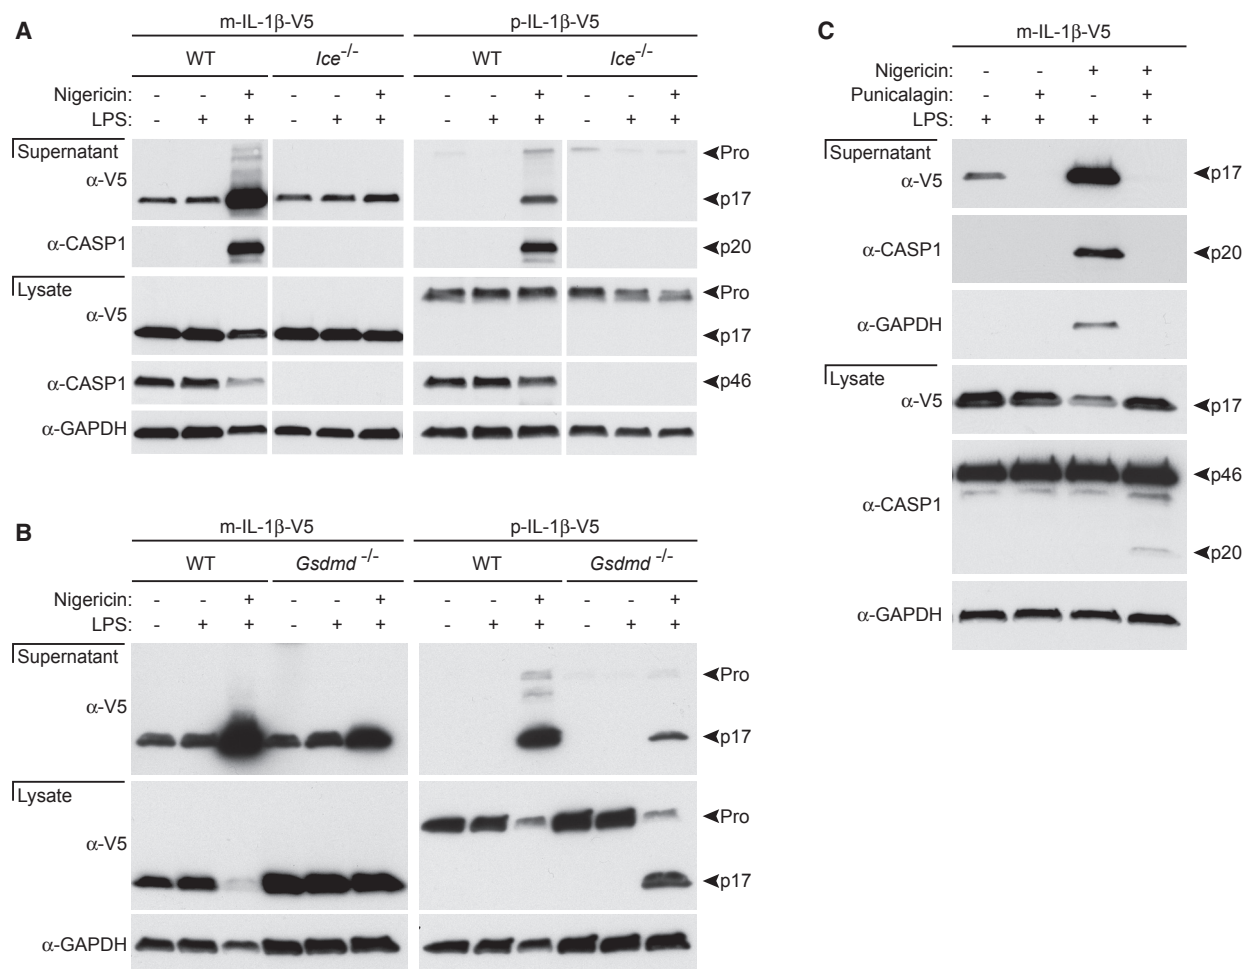 A
m-IL-1β-V5 p-IL-1β-V5
WT Ice-/- WT Ice-/-
Nigericin: - - + - - + - - + - - +
LPS: - + + - + + - + + - + +
Supernatant
α-V5
Pro
p17
α-CASP1 p20
Lysate
α-V5
Pro
p17
α-CASP1 p46
α-GAPDH
B
m-IL-1β-V5 p-IL-1β-V5
WT Gsdmd -/- WT Gsdmd -/-
Nigericin: - - + - - + - - + - - +
LPS: - + + - + + - + + - + +
Supernatant
α-V5
Pro
p17
Lysate
α-V5
Pro
p17
α-GAPDH
C
m-IL-1β-V5
Nigericin: - - + +
Punicalagin: - + - +
LPS: + + + +
Supernatant
α-V5 p17
α-CASP1 p20
α-GAPDH
Lysate
α-V5 p17
α-CASP1
p46
p20
α-GAPDH